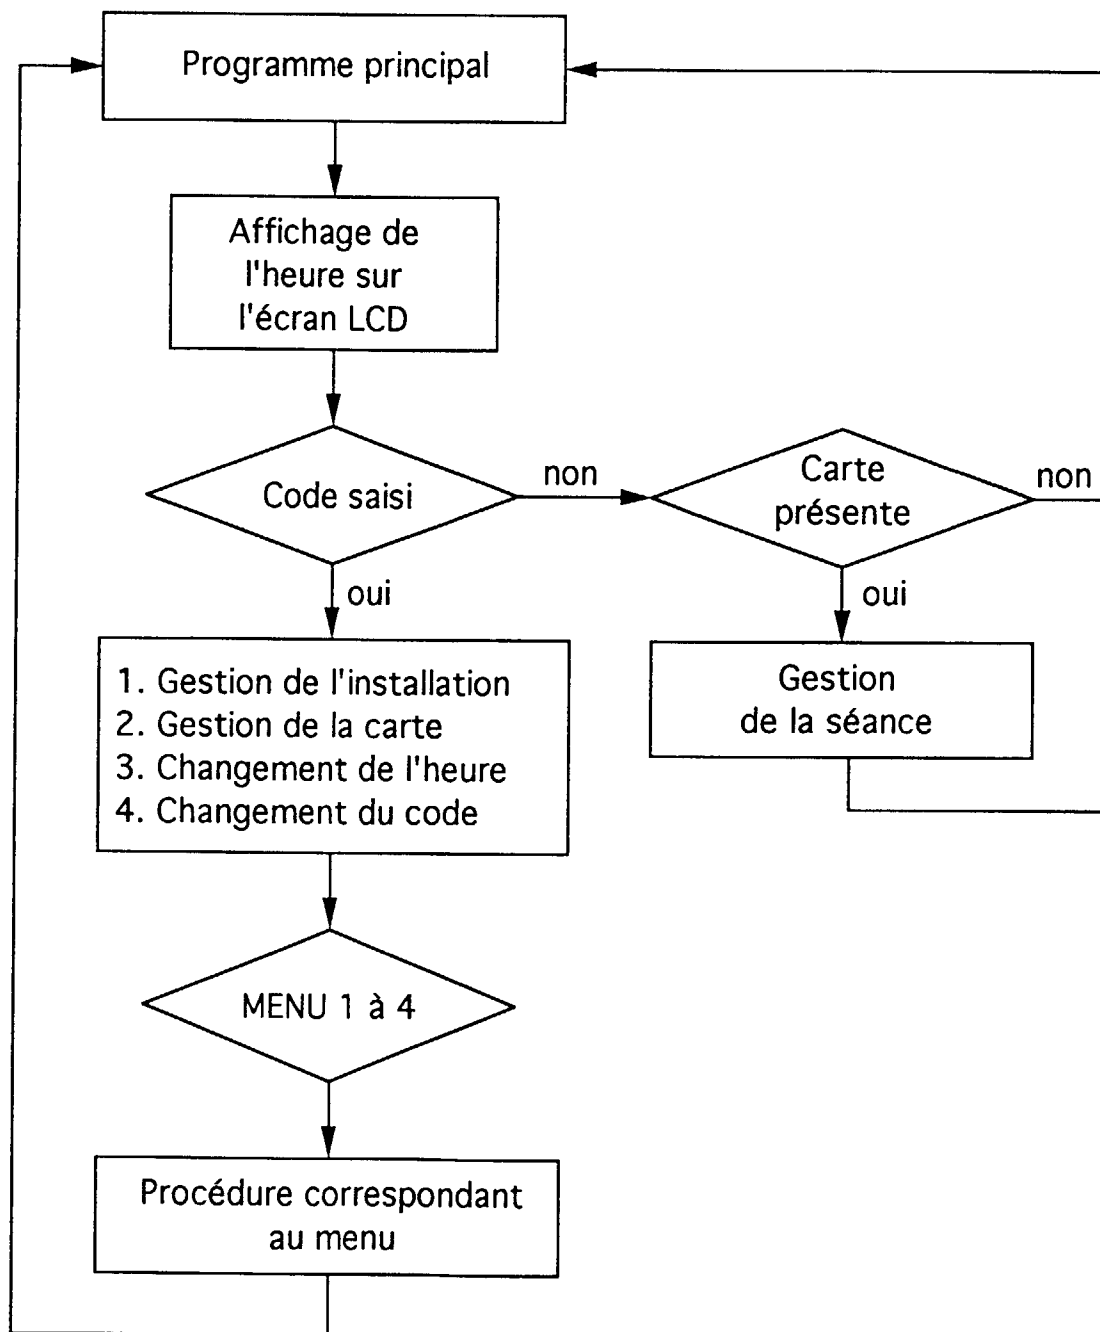 Programme principal
Affichage de
l'heure sur
l'écran LCD
Code saisi
non
Carte
présente
non
oui
oui
1. Gestion de l'installation
2. Gestion de la carte
3. Changement de l'heure
4. Changement du code
Gestion
de la séance
MENU 1 à 4
Procédure correspondant
au menu